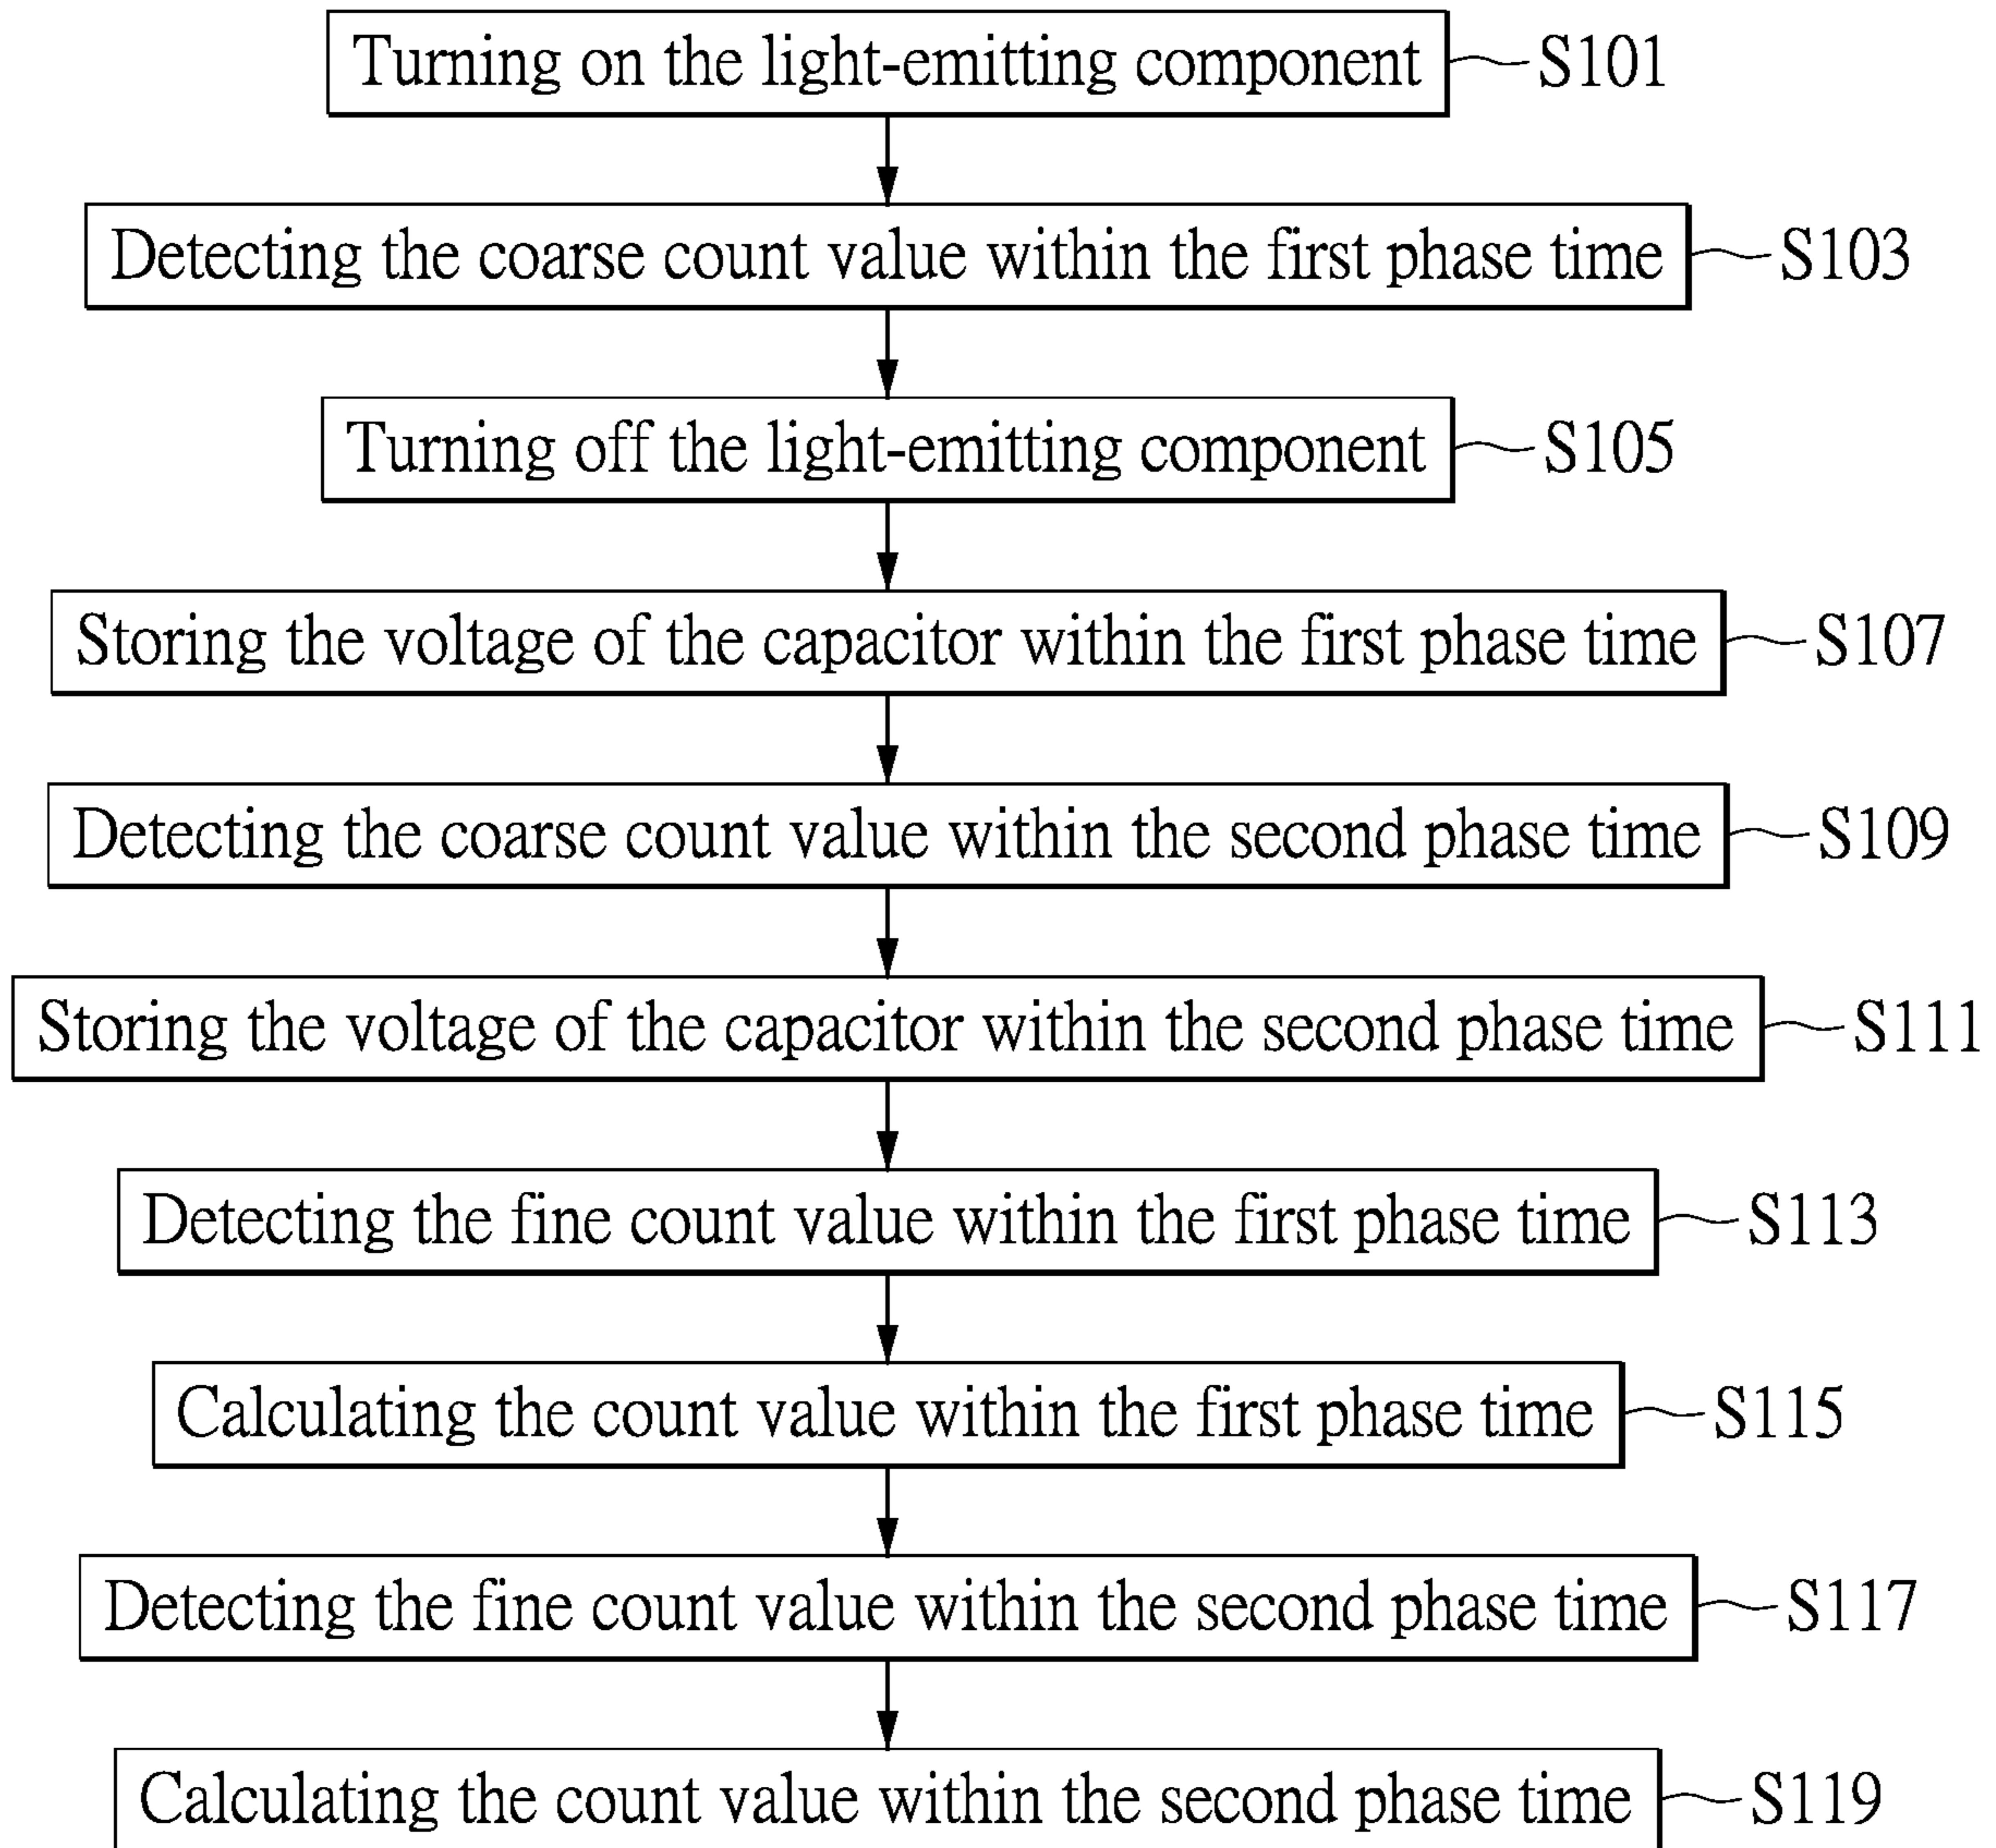 Turning on the light-emitting component S101
Detecting the coarse count value within the first phase time S103
Turning off the light-emitting component S105
Storing the voltage of the capacitor within the first phase time S107
Detecting the coarse count value within the second phase time S109
Storing the voltage of the capacitor within the second phase time S111
Detecting the fine count value within the first phase time S113
Calculating the count value within the first phase time S115
Detecting the fine count value within the second phase time S117
Calculating the count value within the second phase time S119